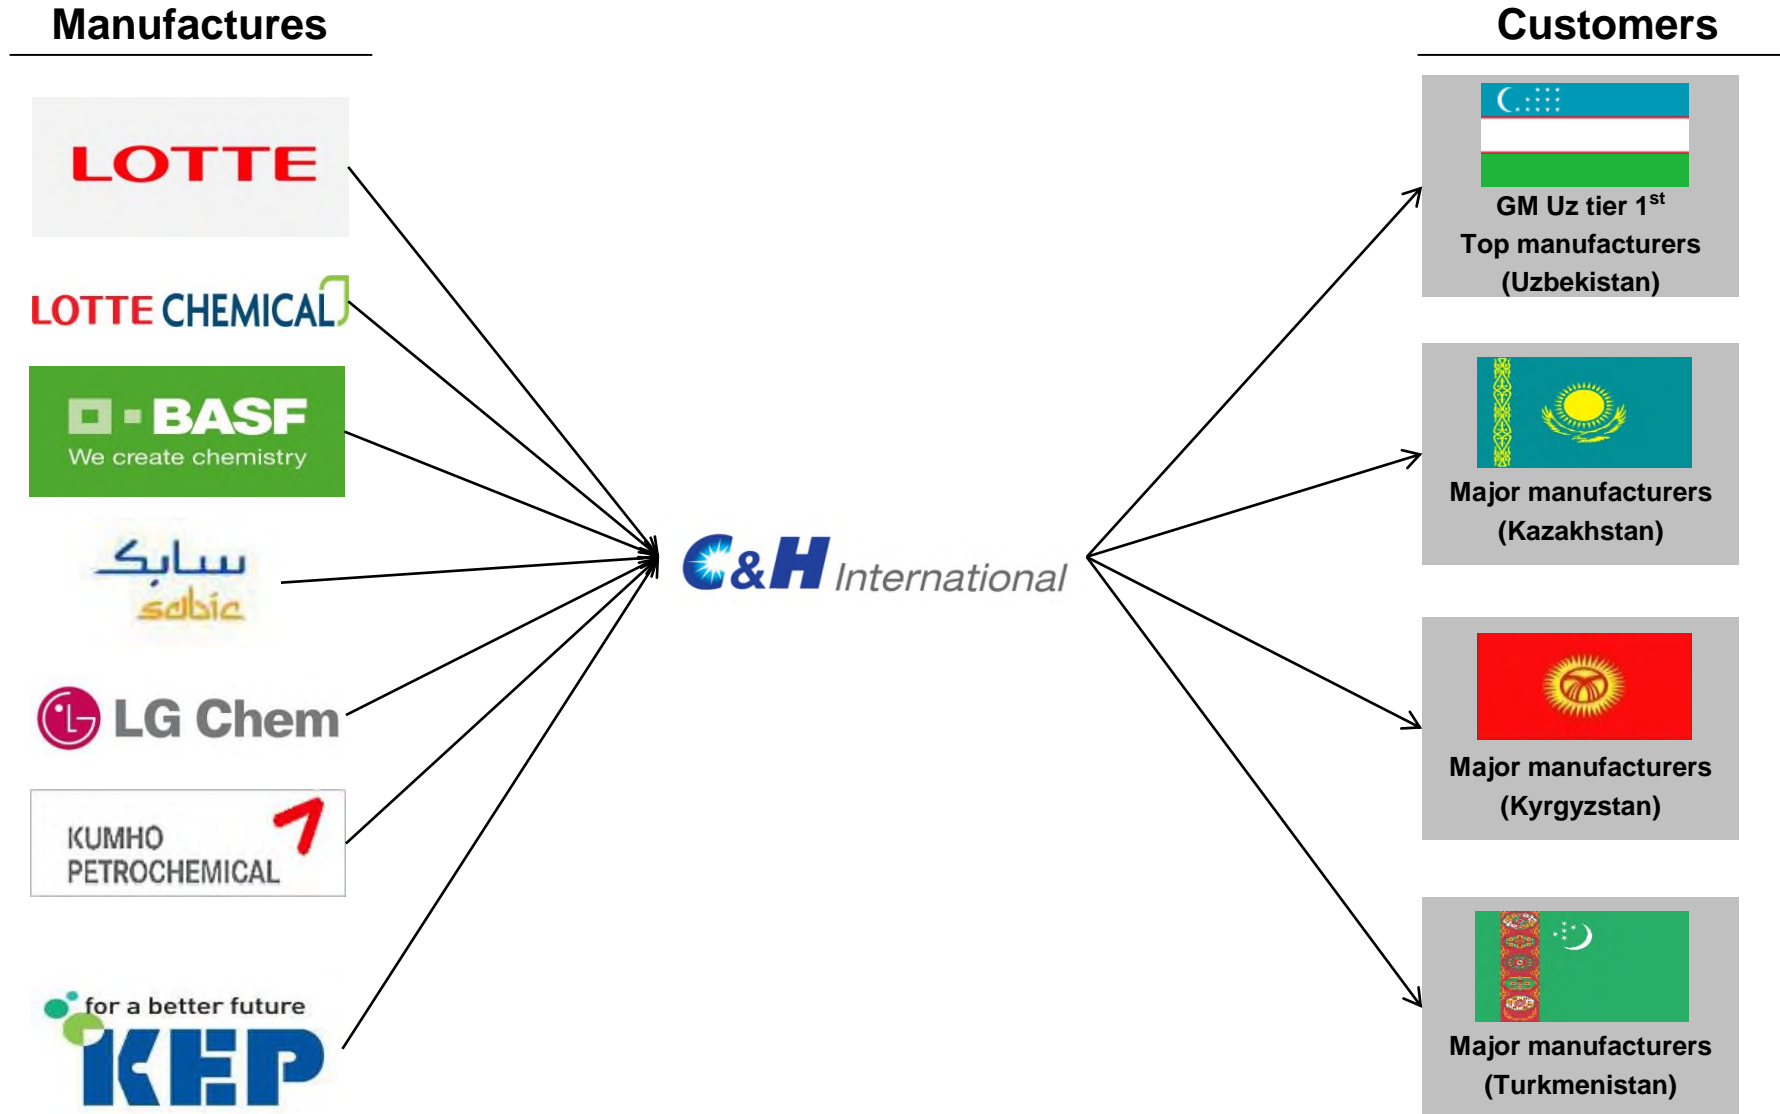 Manufactures
LOTTE
LOTTE CHEMICAL
BASF
We create chemistry
سابك
sabic
LG Chem
KUMHO
PETROCHEMICAL
for a better future
KEP
C&H International
Customers
GM Uz tier 1st
Top manufacturers
(Uzbekistan)
Major manufacturers
(Kazakhstan)
Major manufacturers
(Kyrgyzstan)
Major manufacturers
(Turkmenistan)